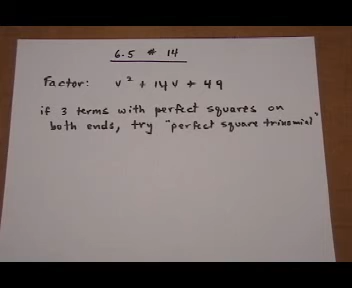 6.5 # 14
Factor: v² + 14v + 49
if 3 terms with perfect squares on
both ends, try "perfect square trinomial"